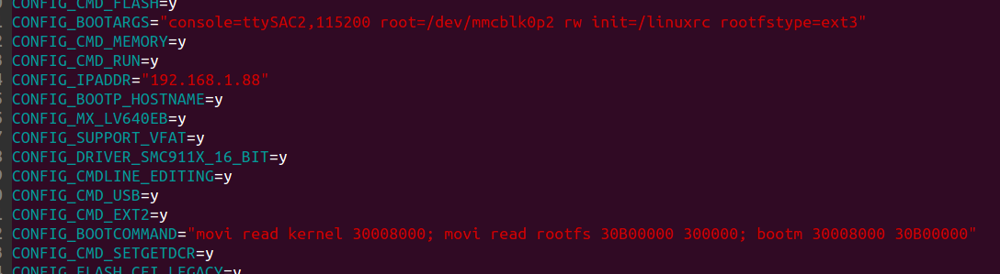 CONFIG_CMD_FLASH=y
CONFIG_BOOTARGS="console=ttySAC2,115200 root=/dev/mmcblk0p2 rw init=/linuxrc rootfstype=ext3"
CONFIG_CMD_MEMORY=y
CONFIG_CMD_RUN=y
CONFIG_IPADDR="192.168.1.88"
CONFIG_BOOTP_HOSTNAME=y
CONFIG_MX_LV640EB=y
CONFIG_SUPPORT_VFAT=y
CONFIG_DRIVER_SMC911X_16_BIT=y
CONFIG_CMDLINE_EDITING=y
CONFIG_CMD_USB=y
CONFIG_CMD_EXT2=y
CONFIG_BOOTCOMMAND="movi read kernel 30008000; movi read rootfs 30B00000 300000; bootm 30008000 30B00000"
CONFIG_CMD_SETGETDCR=y
CONFIG_FLASH_CFI_LEGACY=y